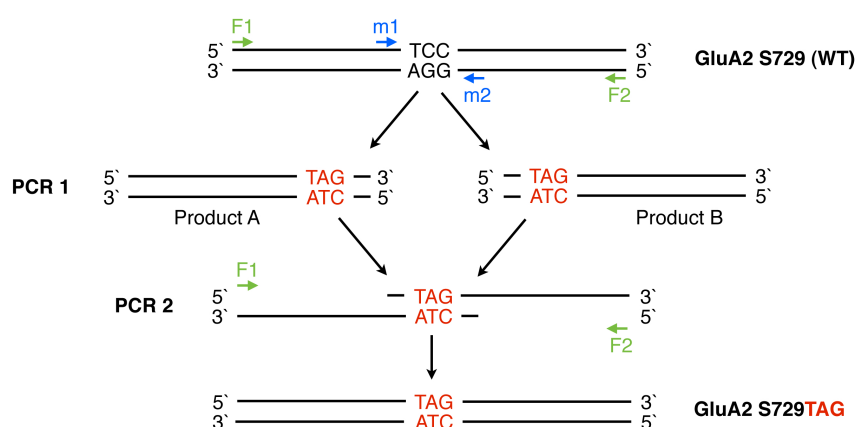 F1 m1
5` TCC 3`
3` AGG 5`
GluA2 S729 (WT)
m2 F2
PCR 1
5` TAG 3`
3` ATC 5`
Product A
5` TAG 3`
3` ATC 5`
Product B
F1
PCR 2
5` TAG 3`
3` ATC 5`
F2
5` TAG 3`
3` ATC 5`
GluA2 S729TAG